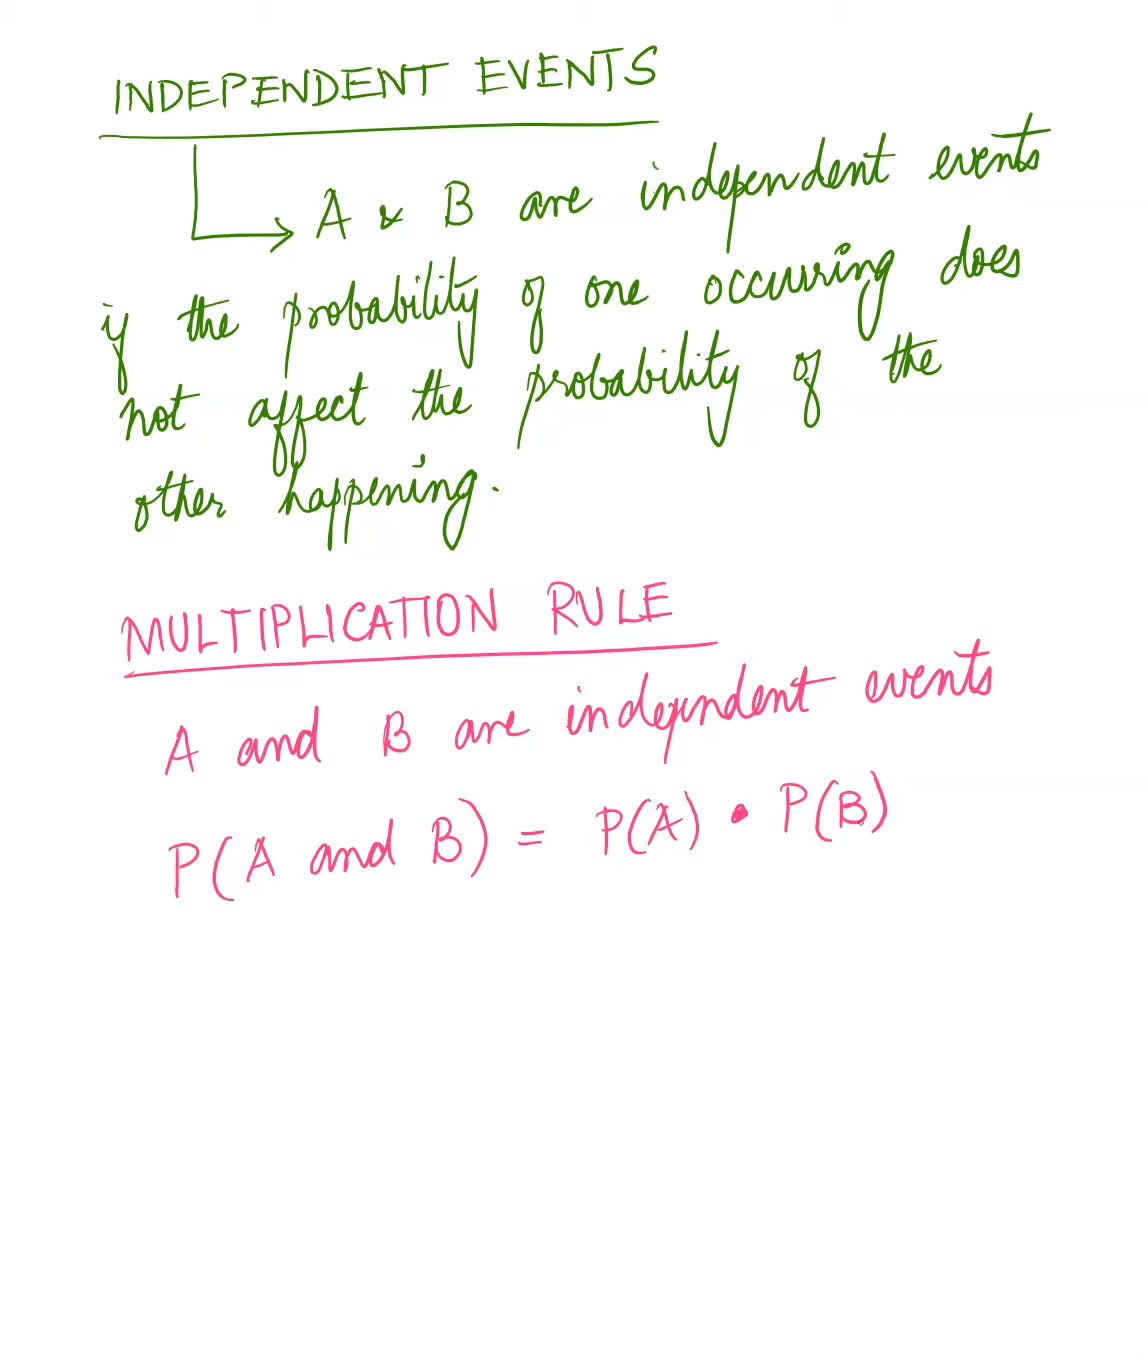 INDEPENDENT EVENTS
A & B are independent events
if the probability of one occuring does
not affect the probability of the
other happening.
MULTIPLICATION RULE
A and B are independent events
P(A and B) = P(A) • P(B)